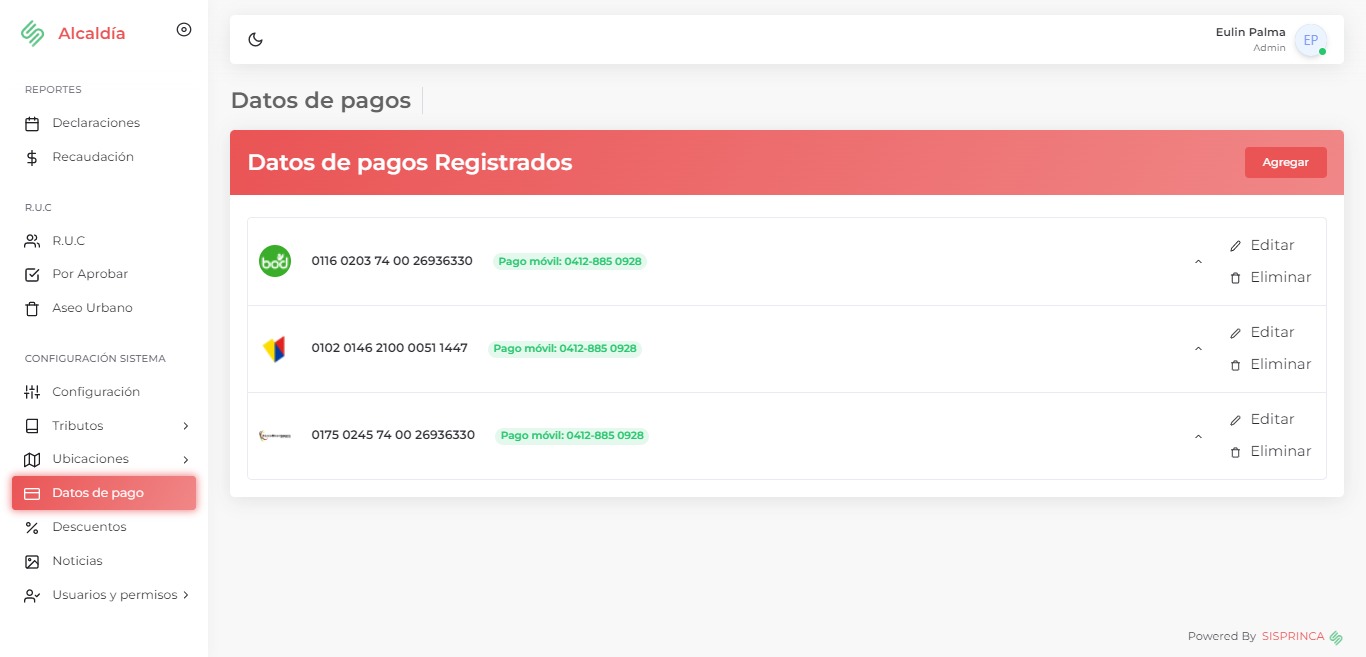 Alcaldía
REPORTES
Declaraciones
Recaudación
R.U.C
R.U.C
Por Aprobar
Aseo Urbano
CONFIGURACIÓN SISTEMA
Configuración
Tributos
Ubicaciones
Datos de pago
Descuentos
Noticias
Usuarios y permisos
Eulin Palma
Admin
EP
Datos de pagos
Datos de pagos Registrados
Agregar
bod
0116 0203 74 00 26936330
Pago móvil: 0412-885 0928
Editar
Eliminar
0102 0146 2100 0051 1447
Pago móvil: 0412-885 0928
Editar
Eliminar
0175 0245 74 00 26936330
Pago móvil: 0412-885 0928
Editar
Eliminar
Powered By SISPRINCA